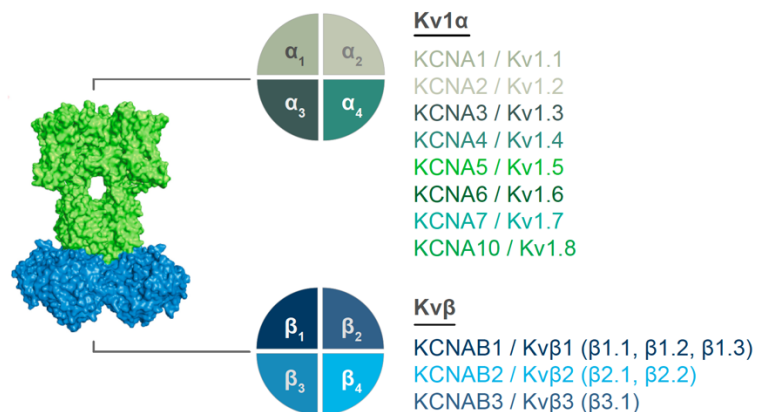 Kv1α
α1 α2
α3 α4
KCNA1 / Kv1.1
KCNA2 / Kv1.2
KCNA3 / Kv1.3
KCNA4 / Kv1.4
KCNA5 / Kv1.5
KCNA6 / Kv1.6
KCNA7 / Kv1.7
KCNA10 / Kv1.8
Kvβ
β1 β2
β3 β4
KCNAB1 / Kvβ1 (β1.1, β1.2, β1.3)
KCNAB2 / Kvβ2 (β2.1, β2.2)
KCNAB3 / Kvβ3 (β3.1)